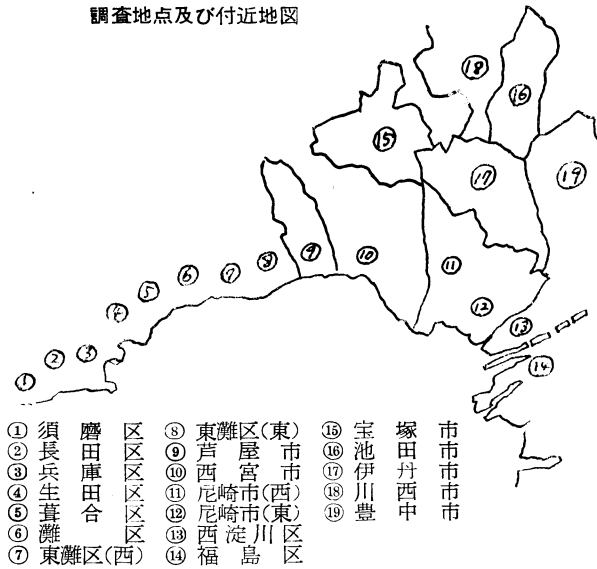 調査地点及び付近地図
⑱
⑯
⑮
⑰
⑲
⑨
⑩
⑧
⑦
⑥
⑤
④
③
②
①
⑪
⑫
⑬
⑭
① 須磨区
② 長田区
③ 兵庫区
④ 生田区
⑤ 葺合区
⑥ 灘区
⑦ 東灘区(西)
⑧ 東灘区(東)
⑨ 芦屋市
⑩ 西宮市
⑪ 尼崎市(西)
⑫ 尼崎市(東)
⑬ 西淀川区
⑭ 福島区
⑮ 宝塚市
⑯ 池田市
⑰ 伊丹市
⑱ 川西市
⑲ 豊中市